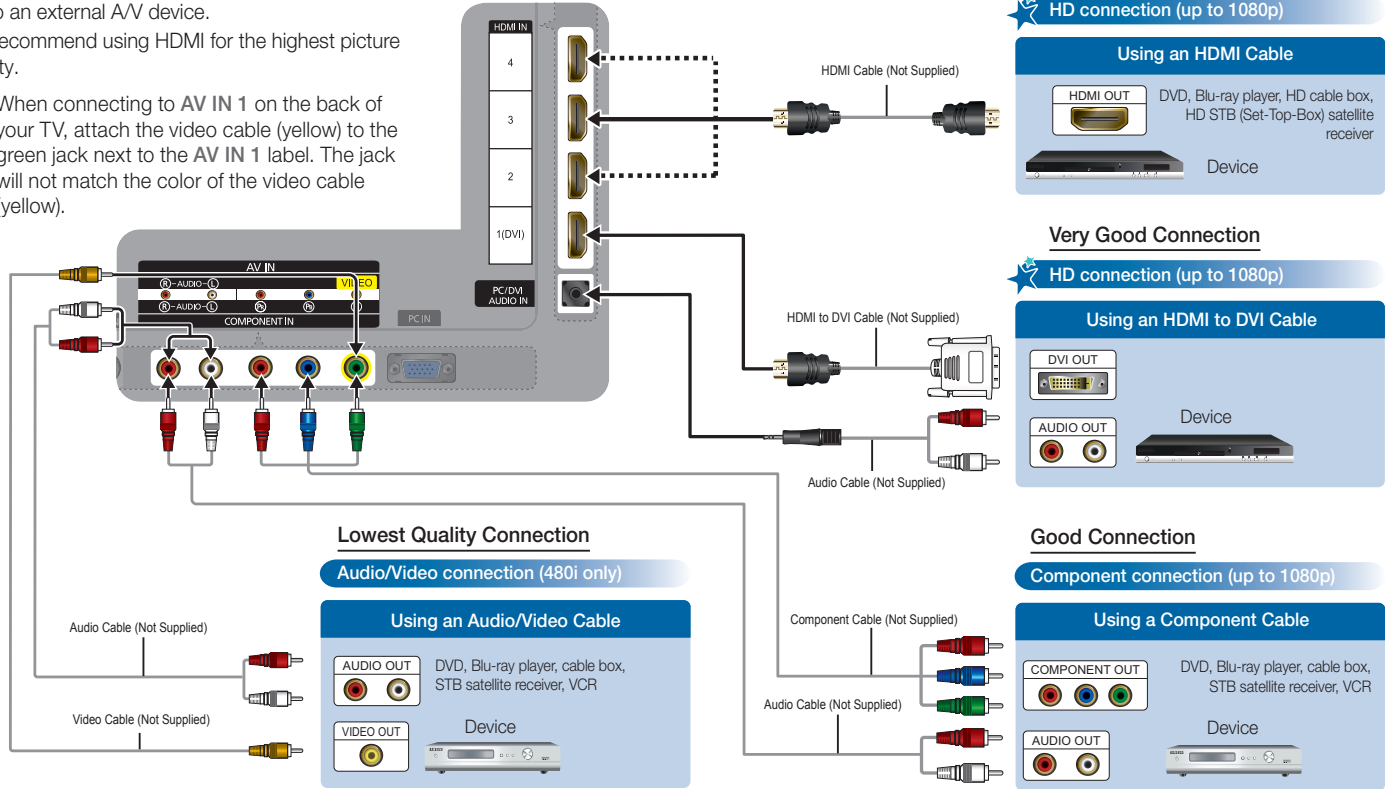 o an external A/V device.
ecommend using HDMI for the highest picture
ty.
When connecting to AV IN 1 on the back of
your TV, attach the video cable (yellow) to the
green jack next to the AV IN 1 label. The jack
will not match the color of the video cable
(yellow).
HDMI IN
4
3
2
1(DVI)
PC/DVI
AUDIO IN
AV IN
R-AUDIO-L
VIDEO
R-AUDIO-L
PR
PB
COMPONENT IN
PC IN
HDMI Cable (Not Supplied)
HD connection (up to 1080p)
Using an HDMI Cable
HDMI OUT
DVD, Blu-ray player, HD cable box,
HD STB (Set-Top-Box) satellite
receiver
Device
Very Good Connection
HD connection (up to 1080p)
HDMI to DVI Cable (Not Supplied)
Using an HDMI to DVI Cable
DVI OUT
AUDIO OUT
Device
Audio Cable (Not Supplied)
Lowest Quality Connection
Audio/Video connection (480i only)
Using an Audio/Video Cable
Audio Cable (Not Supplied)
AUDIO OUT
DVD, Blu-ray player, cable box,
STB satellite receiver, VCR
Video Cable (Not Supplied)
VIDEO OUT
Device
Good Connection
Component connection (up to 1080p)
Component Cable (Not Supplied)
Using a Component Cable
COMPONENT OUT
DVD, Blu-ray player, cable box,
STB satellite receiver, VCR
Audio Cable (Not Supplied)
AUDIO OUT
Device